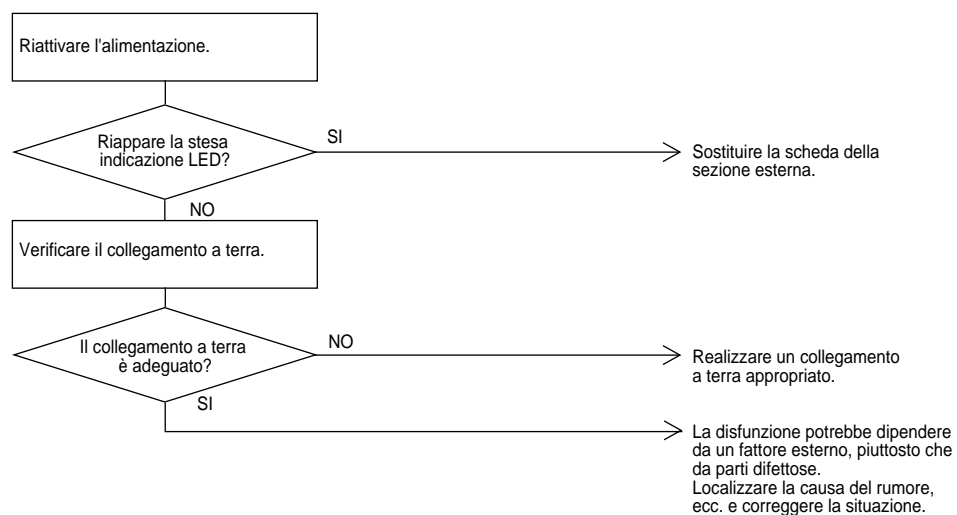 Riattivare l'alimentazione.
Riappare la stesa
indicazione LED?
SI
Sostituire la scheda della
sezione esterna.
NO
Verificare il collegamento a terra.
Il collegamento a terra
è adeguato?
NO
Realizzare un collegamento
a terra appropriato.
SI
La disfunzione potrebbe dipendere
da un fattore esterno, piuttosto che
da parti difettose.
Localizzare la causa del rumore,
ecc. e correggere la situazione.